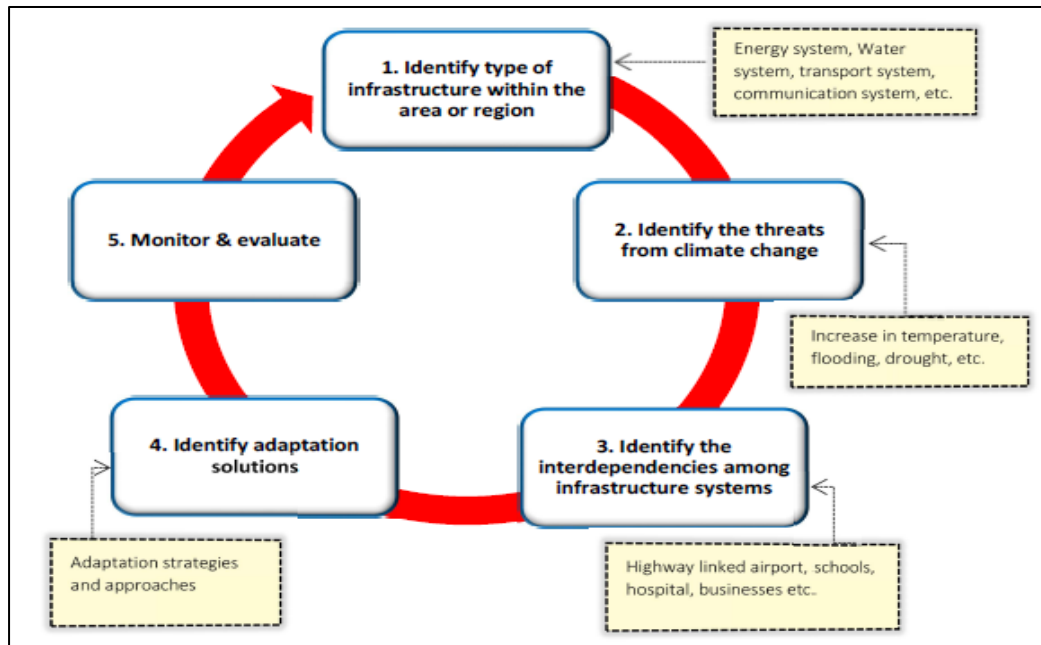 1. Identify type of
infrastructure within the
area or region
Energy system, Water
system, transport system,
communication system, etc.
2. Identify the threats
from climate change
Increase in temperature,
flooding, drought, etc.
3. Identify the
interdependencies among
infrastructure systems
Highway linked airport, schools,
hospital, businesses etc.
4. Identify adaptation
solutions
Adaptation strategies
and approaches
5. Monitor & evaluate